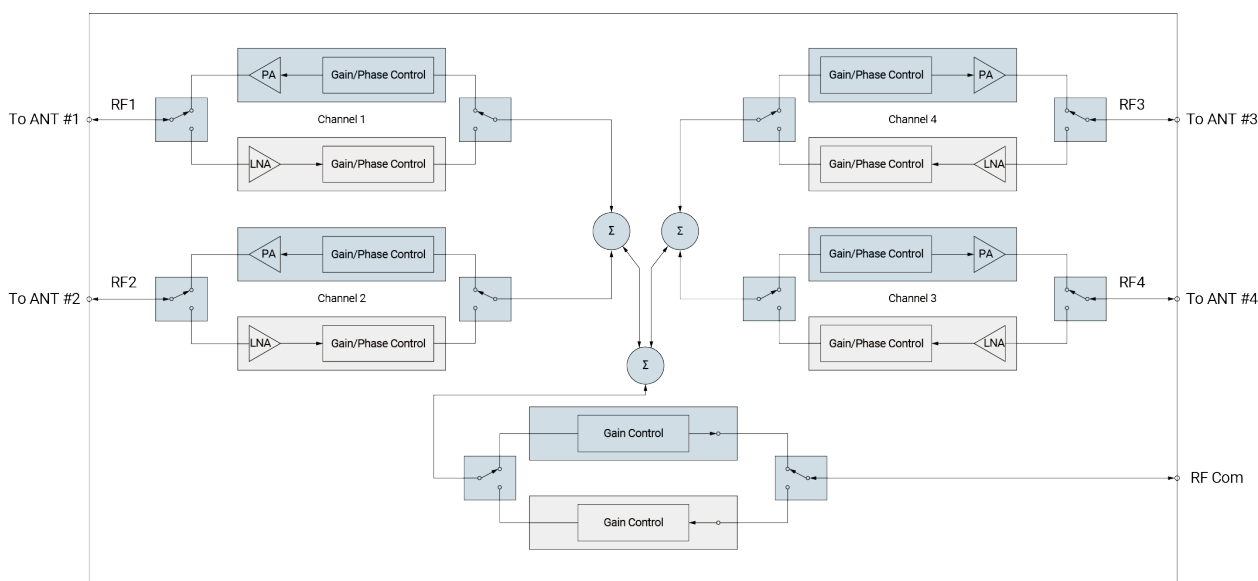 PA
Gain/Phase Control
Gain/Phase Control
PA
RF1
RF3
To ANT #1
Channel 1
Channel 4
To ANT #3
LNA
Gain/Phase Control
Gain/Phase Control
LNA
Σ
Σ
PA
Gain/Phase Control
Gain/Phase Control
PA
RF2
RF4
To ANT #2
Channel 2
Channel 3
To ANT #4
LNA
Gain/Phase Control
Gain/Phase Control
LNA
Σ
Gain Control
RF Com
Gain Control